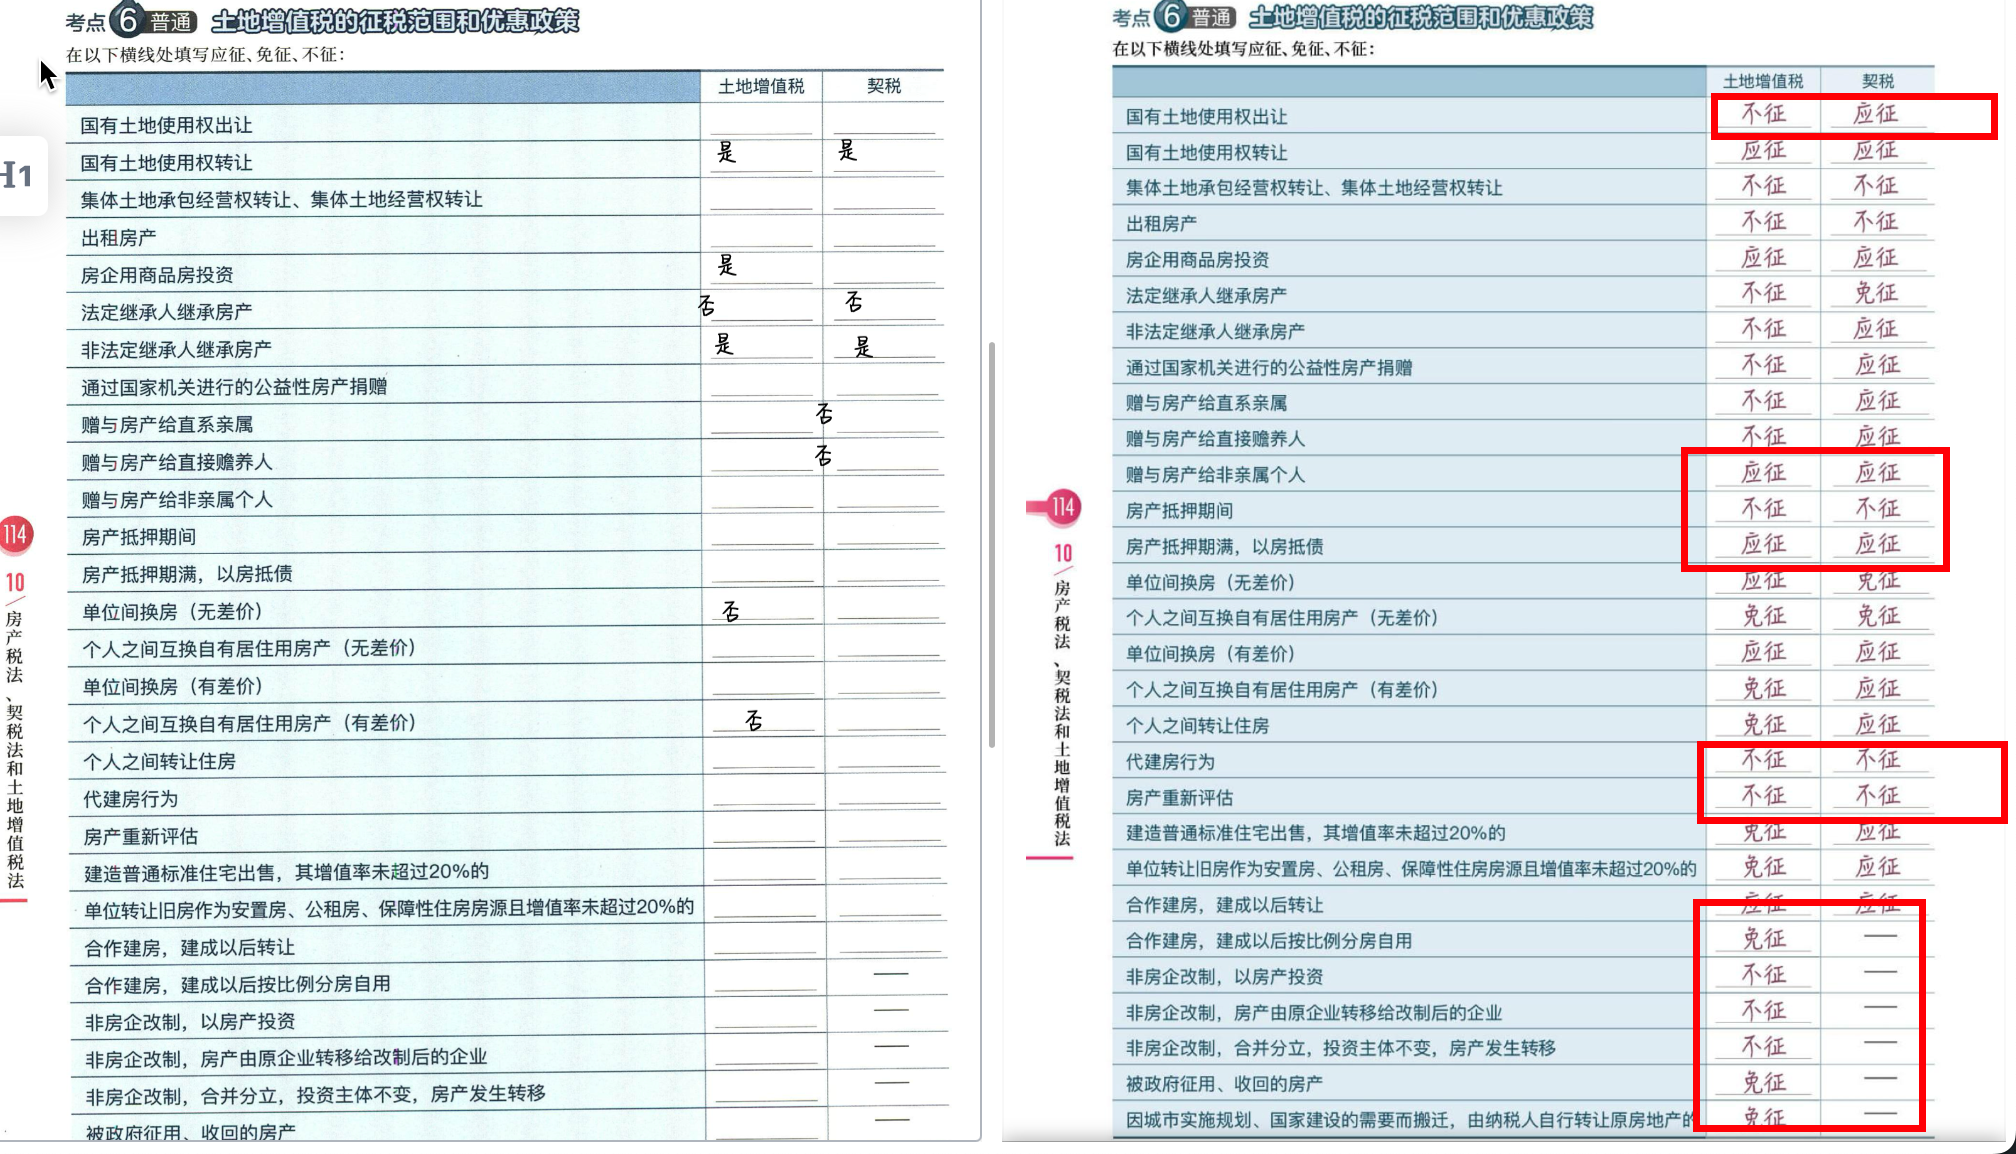 考点 6 普通 土地增值税的征税范围和优惠政策
在以下横线处填写应征、免征、不征：
土地增值税 契税
国有土地使用权出让
国有土地使用权转让 是 是
集体土地承包经营权转让、集体土地经营权转让
出租房产
房企用商品房投资 是
法定继承人继承房产 否 否
非法定继承人继承房产 是 是
通过国家机关进行的公益性房产捐赠
赠与房产给直系亲属 否
赠与房产给直接赡养人 否
赠与房产给非亲属个人
房产抵押期间
房产抵押期满，以房抵债
单位间换房（无差价） 否
个人之间互换自有居住用房产（无差价）
单位间换房（有差价）
个人之间互换自有居住用房产（有差价） 否
个人之间转让住房
代建房行为
房产重新评估
建造普通标准住宅出售，其增值率未超过20%的
单位转让旧房作为安置房、公租房、保障性住房房源且增值率未超过20%的
合作建房，建成以后转让
合作建房，建成以后按比例分房自用 —
非房企改制，以房产投资 —
非房企改制，房产由原企业转移给改制后的企业 —
非房企改制，合并分立，投资主体不变，房产发生转移 —
被政府征用、收回的房产 —
H1
114
10 / 房产税法、契税法和土地增值税法
考点 6 普通 土地增值税的征税范围和优惠政策
在以下横线处填写应征、免征、不征：
土地增值税 契税
国有土地使用权出让 不征 应征
国有土地使用权转让 应征 应征
集体土地承包经营权转让、集体土地经营权转让 不征 不征
出租房产 不征 不征
房企用商品房投资 应征 应征
法定继承人继承房产 不征 免征
非法定继承人继承房产 不征 应征
通过国家机关进行的公益性房产捐赠 不征 应征
赠与房产给直系亲属 不征 应征
赠与房产给直接赡养人 不征 应征
赠与房产给非亲属个人 应征 应征
房产抵押期间 不征 不征
房产抵押期满，以房抵债 应征 应征
单位间换房（无差价） 应征 免征
个人之间互换自有居住用房产（无差价） 免征 免征
单位间换房（有差价） 应征 应征
个人之间互换自有居住用房产（有差价） 免征 应征
个人之间转让住房 免征 应征
代建房行为 不征 不征
房产重新评估 不征 不征
建造普通标准住宅出售，其增值率未超过20%的 免征 应征
单位转让旧房作为安置房、公租房、保障性住房房源且增值率未超过20%的 免征 应征
合作建房，建成以后转让 应征 应征
合作建房，建成以后按比例分房自用 免征 —
非房企改制，以房产投资 不征 —
非房企改制，房产由原企业转移给改制后的企业 不征 —
非房企改制，合并分立，投资主体不变，房产发生转移 不征 —
被政府征用、收回的房产 免征 —
因城市实施规划、国家建设的需要而搬迁，由纳税人自行转让原房地产的 免征 —
114
10 / 房产税法、契税法和土地增值税法